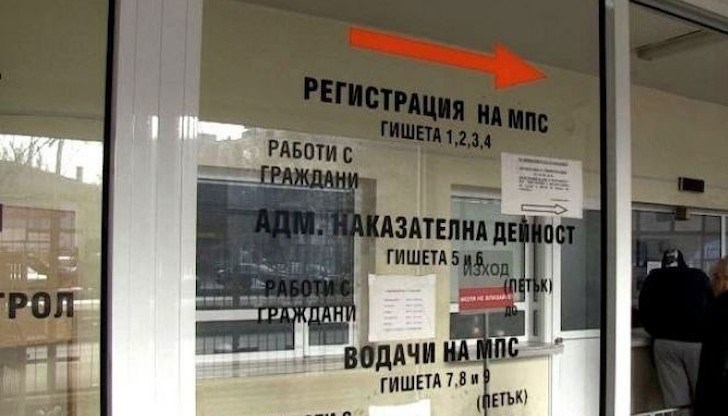 РЕГИСТРАЦИЯ НА МПС
ГИШЕТА 1,2,3,4
РАБОТИ С
ГРАЖДАНИ
АДМ. НАКАЗАТЕЛНА ДЕЙНОСТ
ГИШЕТА 5 и 6
ИЗХОД
РАБОТИ С
(ПЕТЪК)
ГРАЖДАНИ
ДО
ТРОЛ
ВОДАЧИ НА МПС
ГИШЕТА 7,8 и 9
(ПЕТЪК)